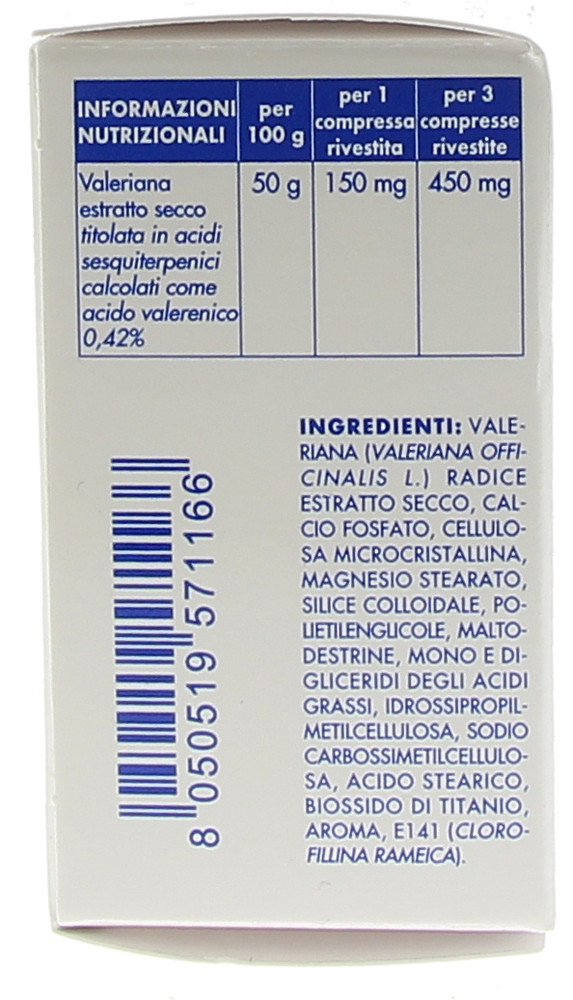 INFORMAZIONI NUTRIZIONALI
per 100 g
per 1 compressa rivestita
per 3 compresse rivestite
Valeriana
estratto secco
titolata in acidi
sesquiterpenici
calcolati come
acido valerenico
0,42%
50 g
150 mg
450 mg
INGREDIENTI: VALE-
RIANA (VALERIANA OFFI-
CINALIS L.) RADICE
ESTRATTO SECCO, CAL-
CIO FOSFATO, CELLULO-
SA MICROCRISTALLINA,
MAGNESIO STEARATO,
SILICE COLLOIDALE, PO-
LIETILENGLICOLE, MALTO-
DESTRINE, MONO E DI-
GLICERIDI DEGLI ACIDI
GRASSI, IDROSSIPROPIL-
METILCELLULOSA, SODIO
CARBOSSIMETILCELLULO-
SA, ACIDO STEARICO,
BIOSSIDO DI TITANIO,
AROMA, E141 (CLORO-
FILLINA RAMEICA).
8 050519 571166